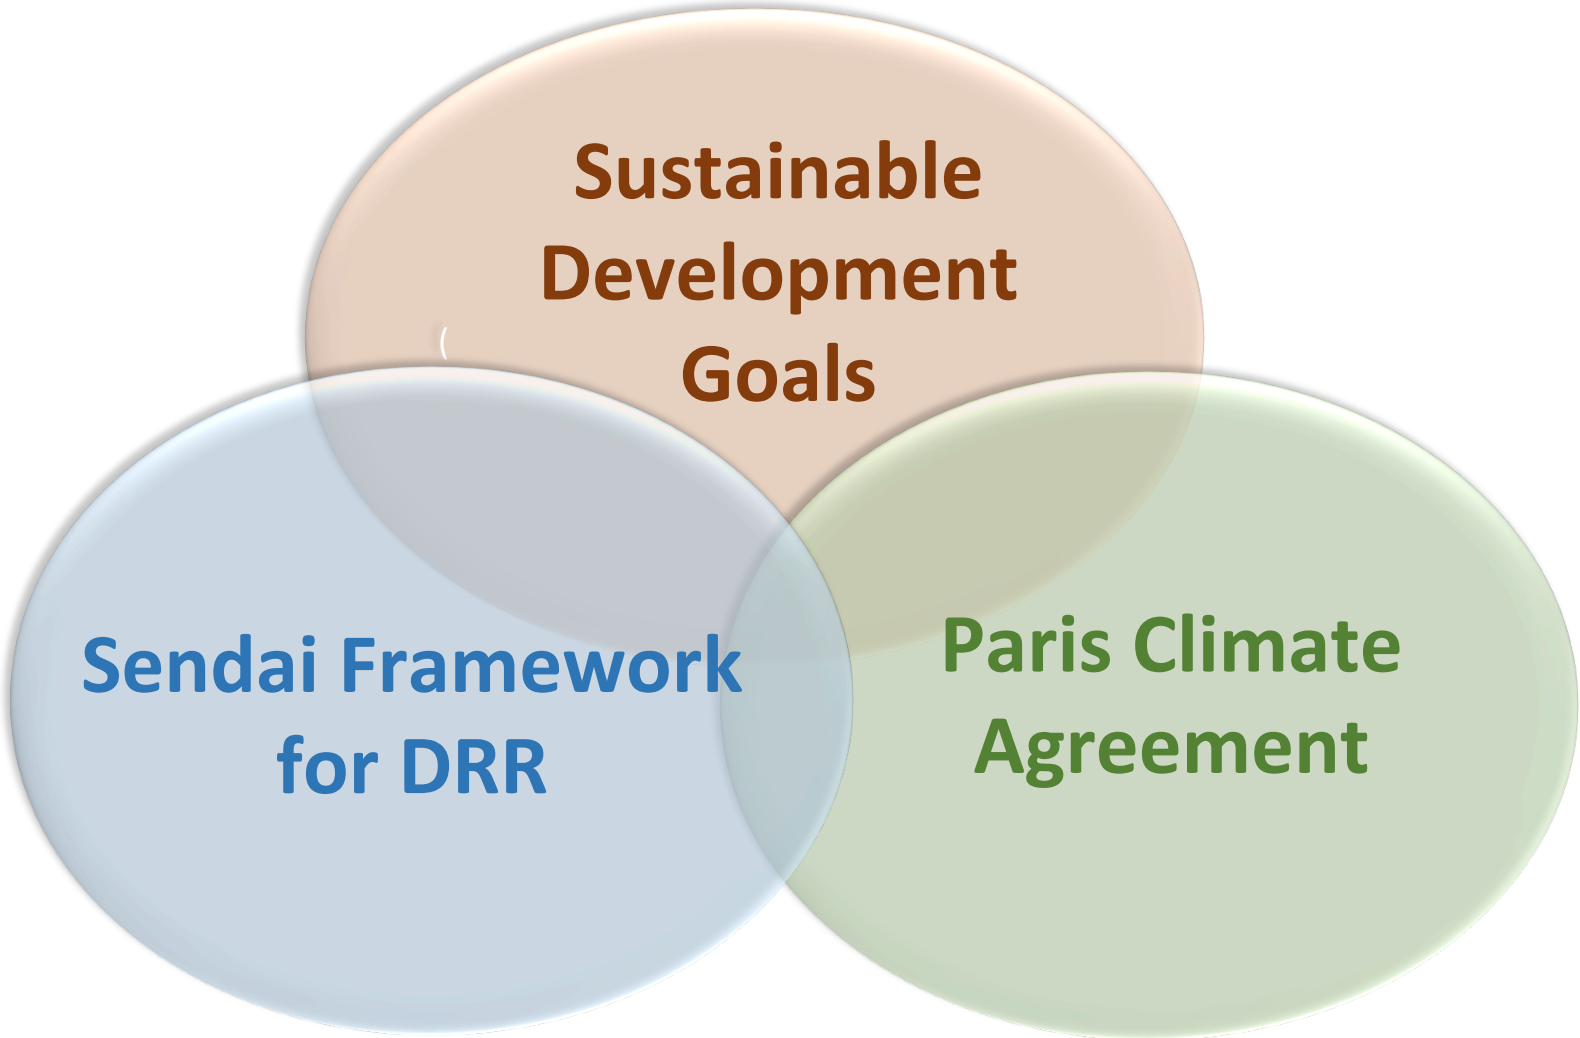 Sustainable
Development
Goals
(
Sendai Framework
for DRR
Paris Climate
Agreement